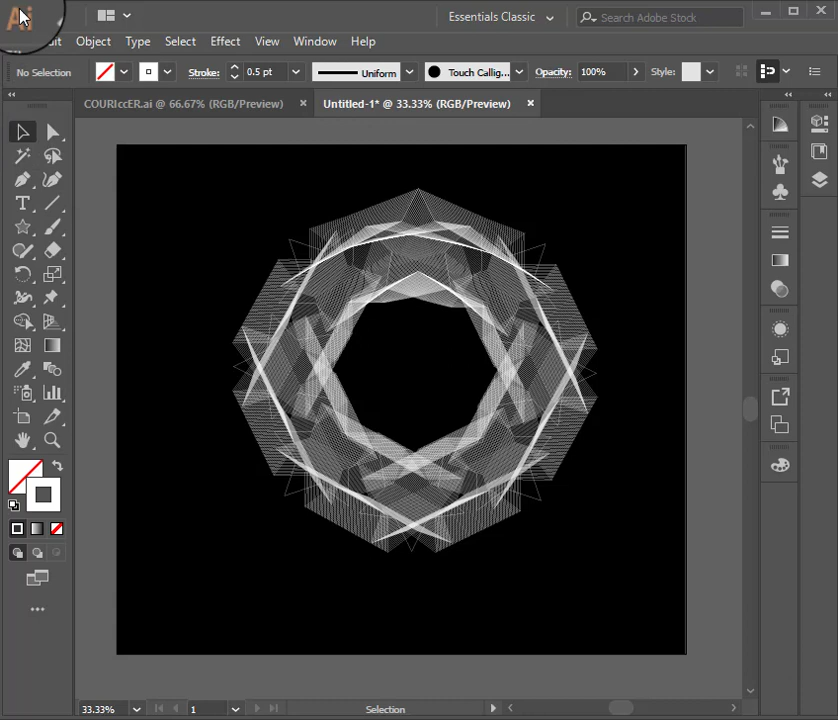 Ai
Essentials Classic
Search Adobe Stock
Object Type Select Effect View Window Help
No Selection Stroke: 0.5 pt Uniform Touch Callig... Opacity: 100% Style:
COURIccER.ai @ 66.67% (RGB/Preview) Untitled-1* @ 33.33% (RGB/Preview)
33.33% 1 Selection